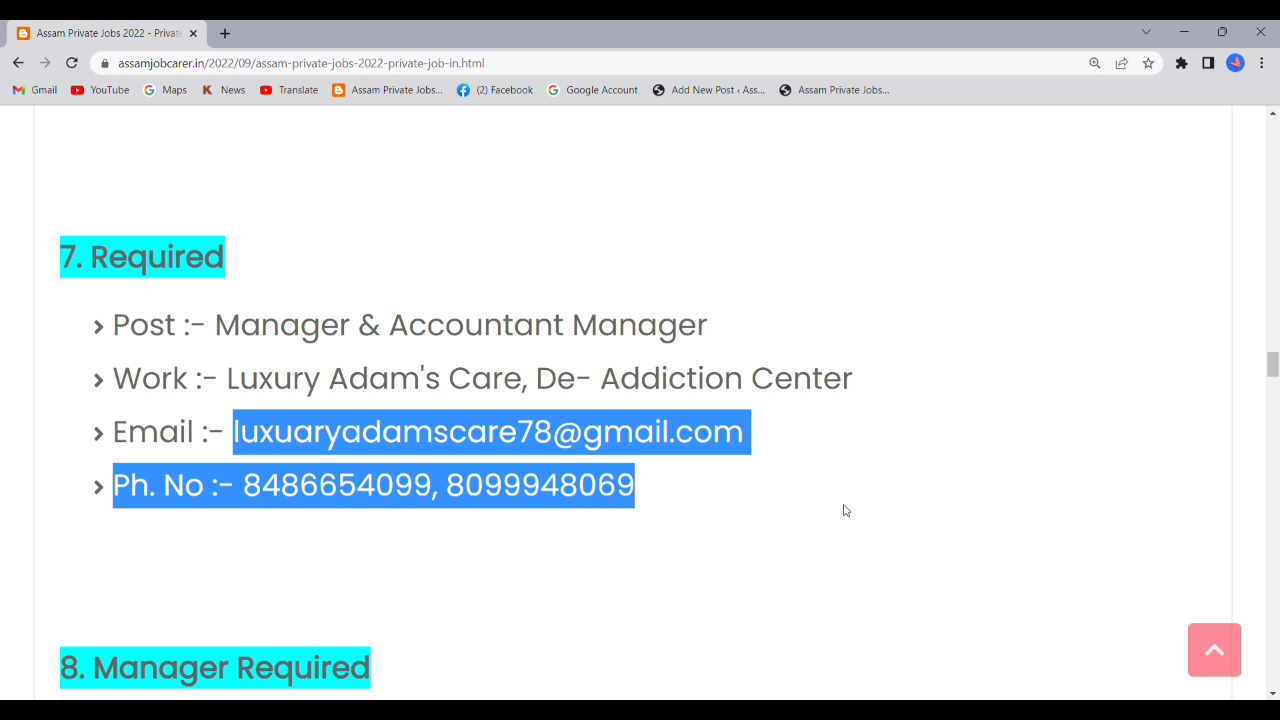 Assam Private Jobs 2022 - Privat
assamjobcarer.in/2022/09/assam-private-jobs-2022-private-job-in.html
Gmail YouTube Maps News Translate Assam Private Jobs... (2) Facebook Google Account Add New Post ‹ Ass... Assam Private Jobs...
7. Required
Post :- Manager & Accountant Manager
Work :- Luxury Adam's Care, De- Addiction Center
Email :- luxuaryadamscare78@gmail.com
Ph. No :- 8486654099, 8099948069
8. Manager Required